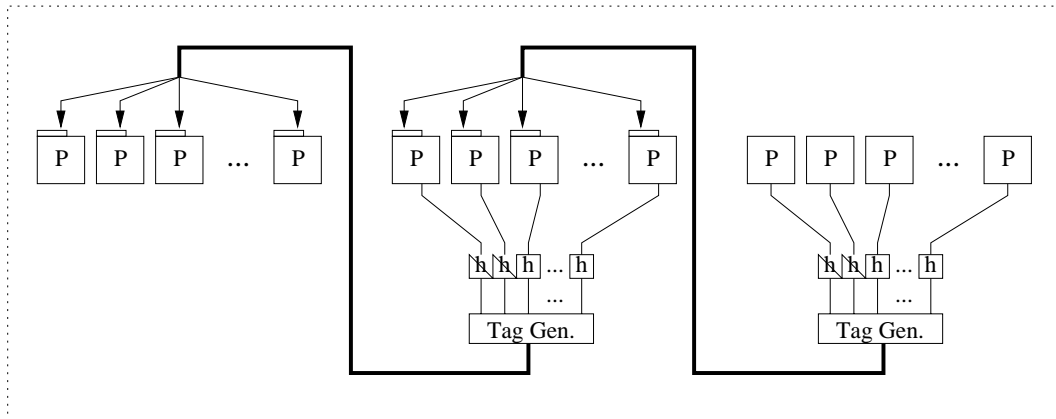 P P P ... P P P P ... P P P P ... P
h h h ... h h h h ... h
... ...
Tag Gen. Tag Gen.